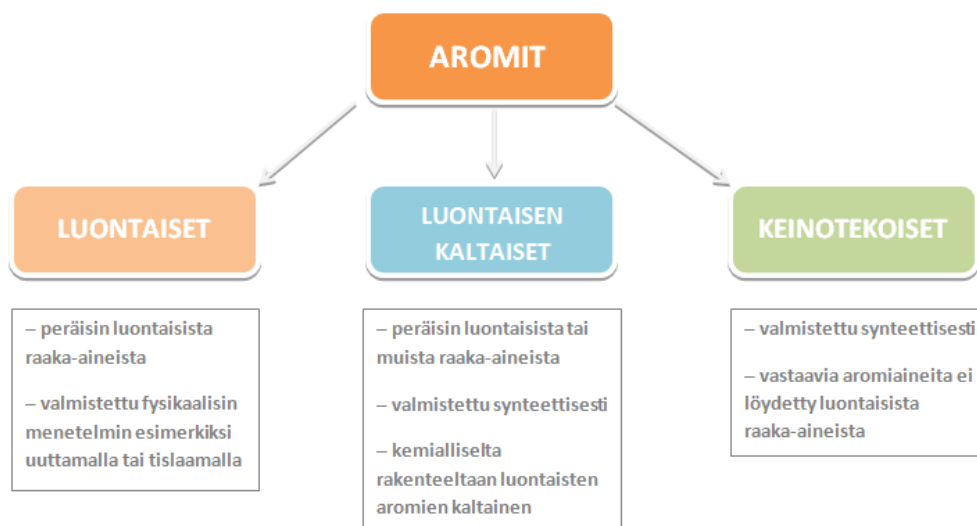 AROMIT
LUONTAISET
LUONTAISEN
KALTAISET
KEINOTEKOISET
– peräisin luontaisista
raaka-aineista
– valmistettu fysikaalisin
menetelmin esimerkiksi
uuttamalla tai tislaamalla
– peräisin luontaisista tai
muista raaka-aineista
– valmistettu synteettisesti
– kemialliselta
rakenteeltaan luontaisten
aromien kaltainen
– valmistettu synteettisesti
– vastaavia aromiaineita ei
löydetty luontaisista
raaka-aineista